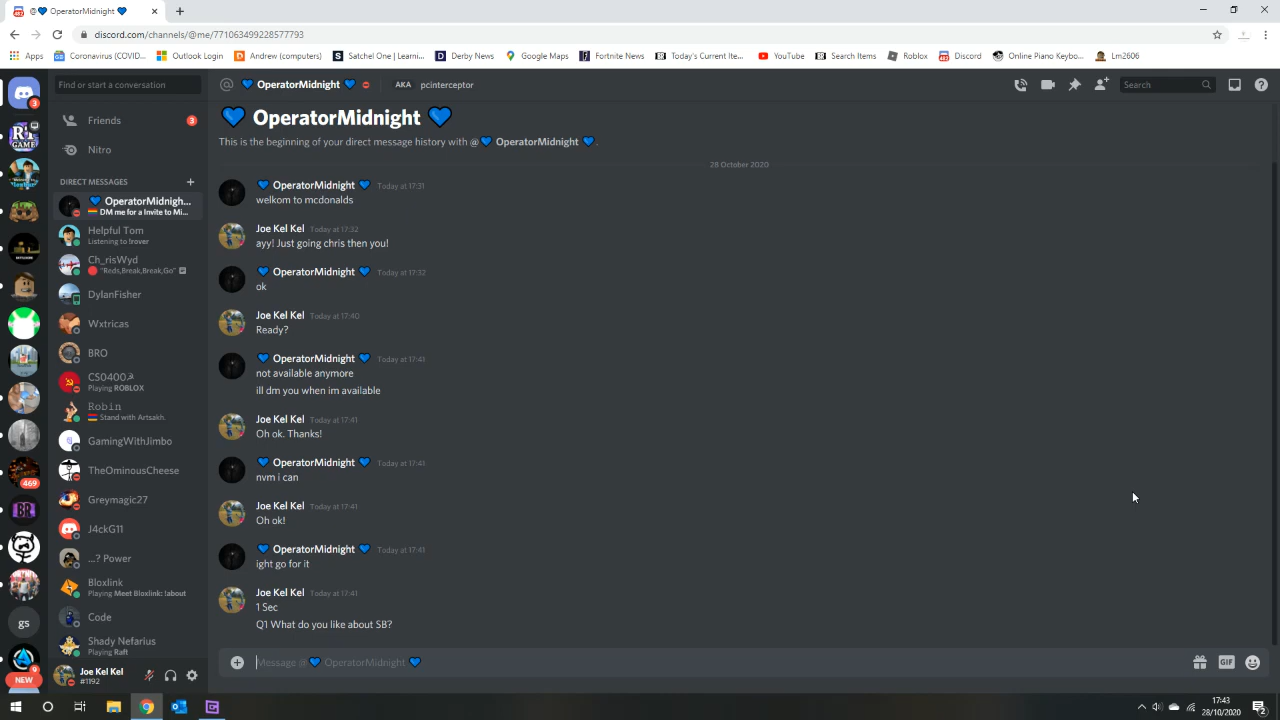 @💙 OperatorMidnight 💙
discord.com/channels/@me/771063499228577793
Apps
Coronavirus (COVID...
Outlook Login
Andrew (computers)
Satchel One | Learni...
Derby News
Google Maps
Fortnite News
Today's Current Ite...
YouTube
Search Items
Roblox
Discord
Online Piano Keybo...
Lm2606
Find or start a conversation
@ 💙 OperatorMidnight 💙
AKA pcinterceptor
Search
3
Friends
3
Nitro
DIRECT MESSAGES
💙 OperatorMidnigh...
DM me for a Invite to Mi...
Helpful Tom
Listening to !rover
Ch_risWyd
"Reds,Break,Break,Go"
DylanFisher
Wxtricas
BRO
CS0400☭
Playing ROBLOX
Robin
Stand with Artsakh.
GamingWithJimbo
TheOminousCheese
469
Greymagic27
BR
J4ckG11
...? Power
Bloxlink
Playing Meet Bloxlink: !about
gs
Code
Shady Nefarius
Playing Raft
9
NEW
Joe Kel Kel
#1192
💙 OperatorMidnight 💙
This is the beginning of your direct message history with @💙 OperatorMidnight 💙.
28 October 2020
💙 OperatorMidnight 💙 Today at 17:31
welkom to mcdonalds
Joe Kel Kel Today at 17:32
ayy! Just going chris then you!
💙 OperatorMidnight 💙 Today at 17:32
ok
Joe Kel Kel Today at 17:40
Ready?
💙 OperatorMidnight 💙 Today at 17:41
not available anymore
ill dm you when im available
Joe Kel Kel Today at 17:41
Oh ok. Thanks!
💙 OperatorMidnight 💙 Today at 17:41
nvm i can
Joe Kel Kel Today at 17:41
Oh ok!
💙 OperatorMidnight 💙 Today at 17:41
ight go for it
Joe Kel Kel Today at 17:41
1 Sec
Q1 What do you like about SB?
Message @💙 OperatorMidnight 💙
GIF
17:43
28/10/2020
2